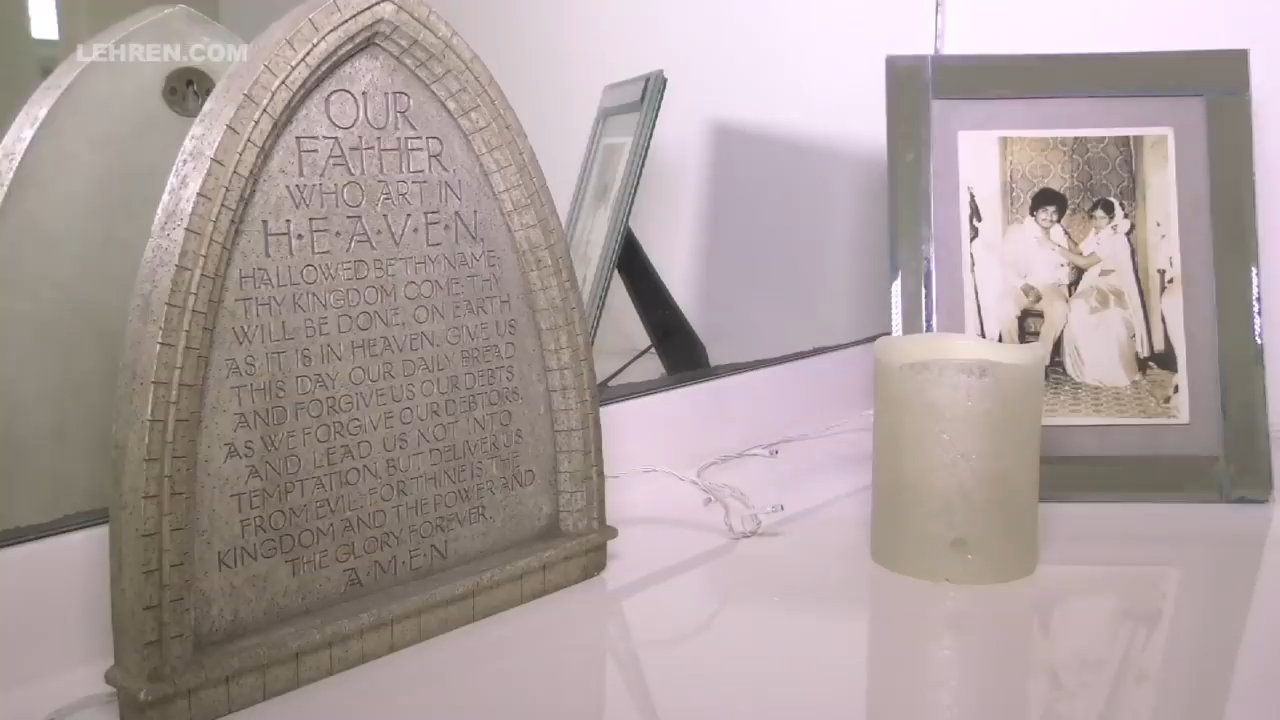 LEHREN.COM
OUR
FATHER,
WHO ART IN
H·E·A·V·E·N,
HALLOWED BE THY NAME;
THY KINGDOM COME; THY
WILL BE DONE, ON EARTH
AS IT IS IN HEAVEN. GIVE US
THIS DAY OUR DAILY BREAD
AND FORGIVE US OUR DEBTS
AS WE FORGIVE OUR DEBTORS,
AND LEAD US NOT INTO
TEMPTATION, BUT DELIVER US
FROM EVIL: FOR THINE IS THE
KINGDOM AND THE POWER AND
THE GLORY FOREVER.
A·M·E·N